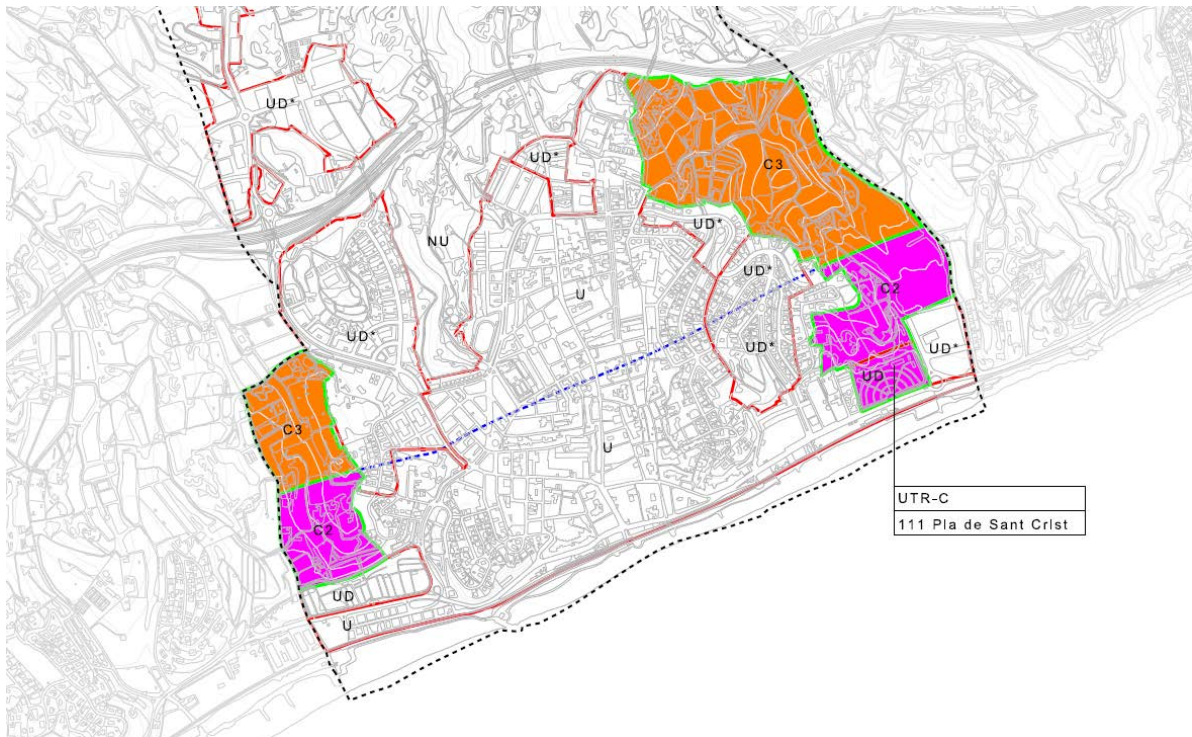 UD*
UD*
C3
UD*
NU
UD*
C2
U
UD*
UD*
UD*
UD
C3
U
UTR-C
111 Pla de Sant Crist
C2
UD
U